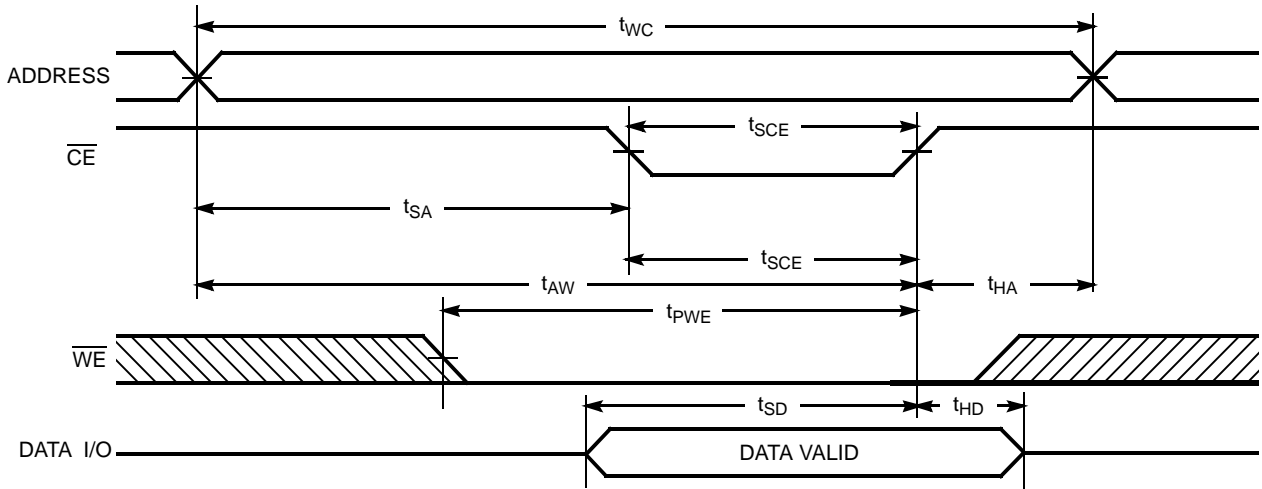 tWC
ADDRESS
tSCE
CE
tSA
tSCE
tAW
tHA
tPWE
WE
tSD
tHD
DATA I/O
DATA VALID